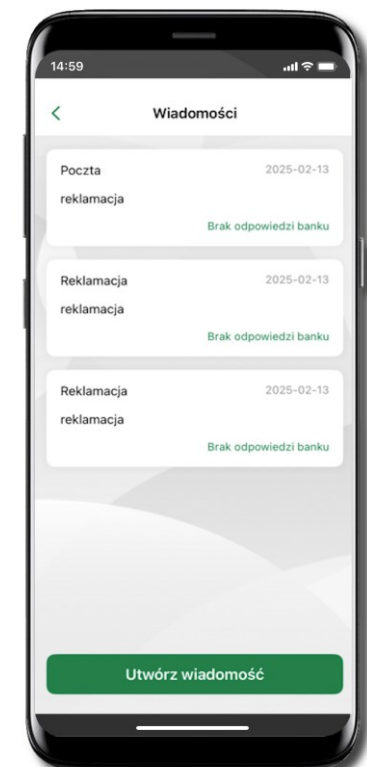 14:59
Wiadomości
Poczta 2025-02-13
reklamacja
Brak odpowiedzi banku
Reklamacja 2025-02-13
reklamacja
Brak odpowiedzi banku
Reklamacja 2025-02-13
reklamacja
Brak odpowiedzi banku
Utwórz wiadomość